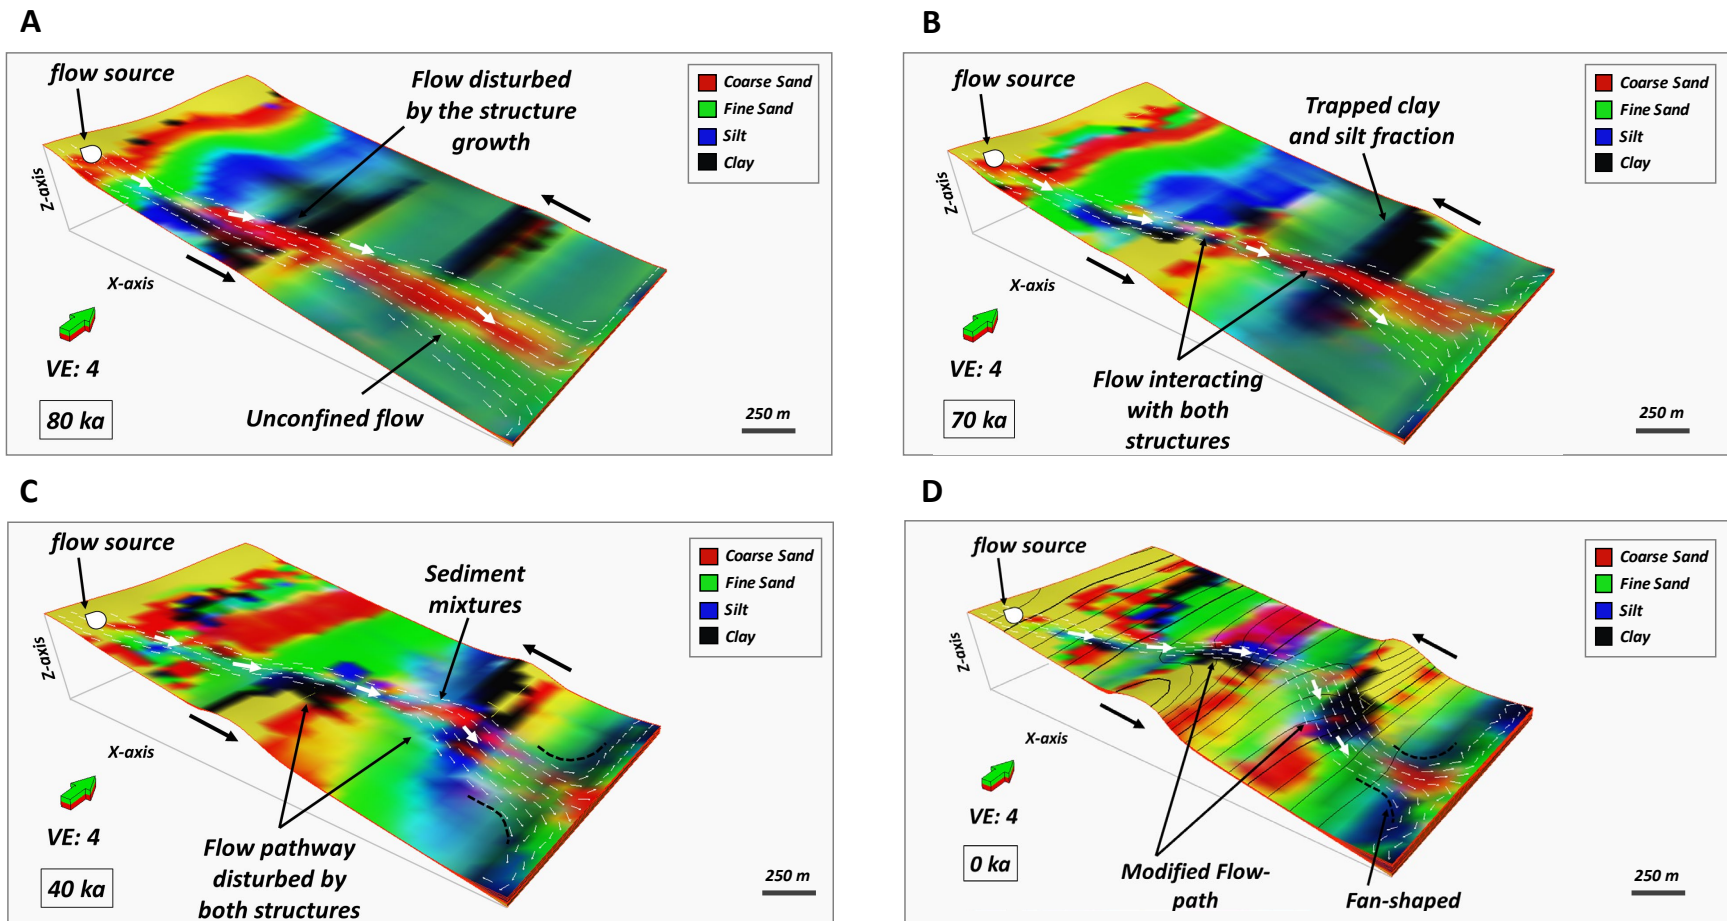 A
flow source
Flow disturbed
by the structure
growth
Coarse Sand
Fine Sand
Silt
Clay
Z-axis
X-axis
VE: 4
80 ka
Unconfined flow
250 m
B
flow source
Trapped clay
and silt fraction
Coarse Sand
Fine Sand
Silt
Clay
Z-axis
X-axis
VE: 4
70 ka
Flow interacting
with both
structures
250 m
C
flow source
Sediment
mixtures
Coarse Sand
Fine Sand
Silt
Clay
Z-axis
X-axis
VE: 4
40 ka
Flow pathway
disturbed by
both structures
250 m
D
flow source
Coarse Sand
Fine Sand
Silt
Clay
Z-axis
X-axis
VE: 4
0 ka
Modified Flow-
path
Fan-shaped
250 m